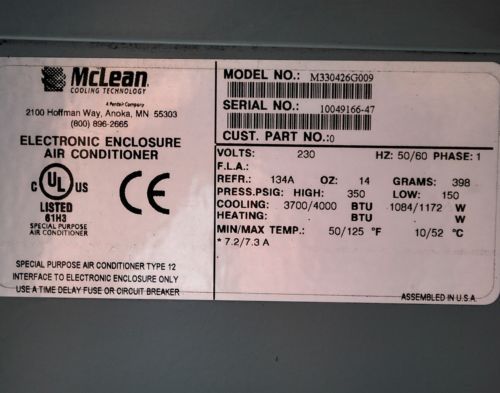 McLean
COOLING TECHNOLOGY
A Pentair Company
2100 Hoffman Way, Anoka, MN 55303
(800) 896-2665
ELECTRONIC ENCLOSURE
AIR CONDITIONER
C UL US
LISTED
61H3
SPECIAL PURPOSE
AIR CONDITIONER
CE
SPECIAL PURPOSE AIR CONDITIONER TYPE 12
INTERFACE TO ELECTRONIC ENCLOSURE ONLY
USE A TIME DELAY FUSE OR CIRCUIT BREAKER
MODEL NO.: M330426G009
SERIAL NO.: 10049166-47
CUST. PART NO.:0
VOLTS: 230 HZ: 50/60 PHASE: 1
F.L.A.:
REFR.: 134A OZ: 14 GRAMS: 398
PRESS.PSIG: HIGH: 350 LOW: 150
COOLING: 3700/4000 BTU 1084/1172 W
HEATING: BTU W
MIN/MAX TEMP.: 50/125 °F 10/52 °C
* 7.2/7.3 A
ASSEMBLED IN U.S.A.